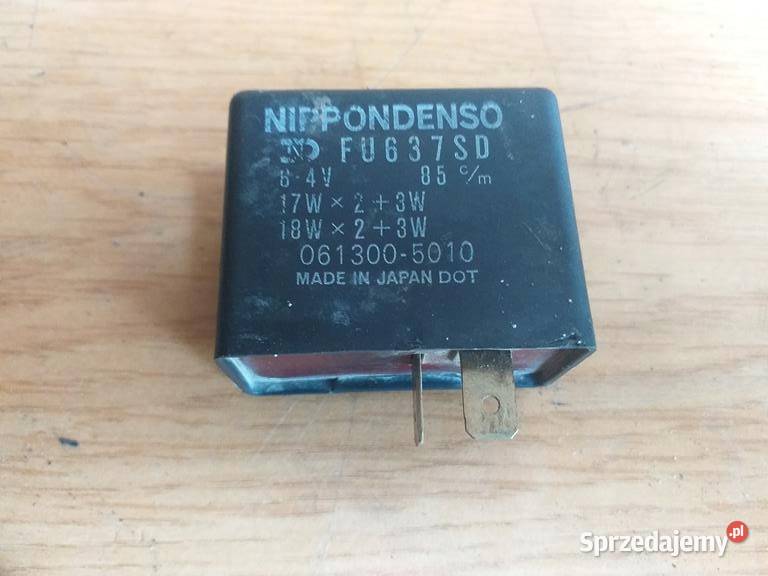 NIPPONDENSO
ND FU637SD
6.4V 85 c/m
17W × 2 + 3W
18W × 2 + 3W
061300-5010
MADE IN JAPAN DOT
Sprzedajemy.pl